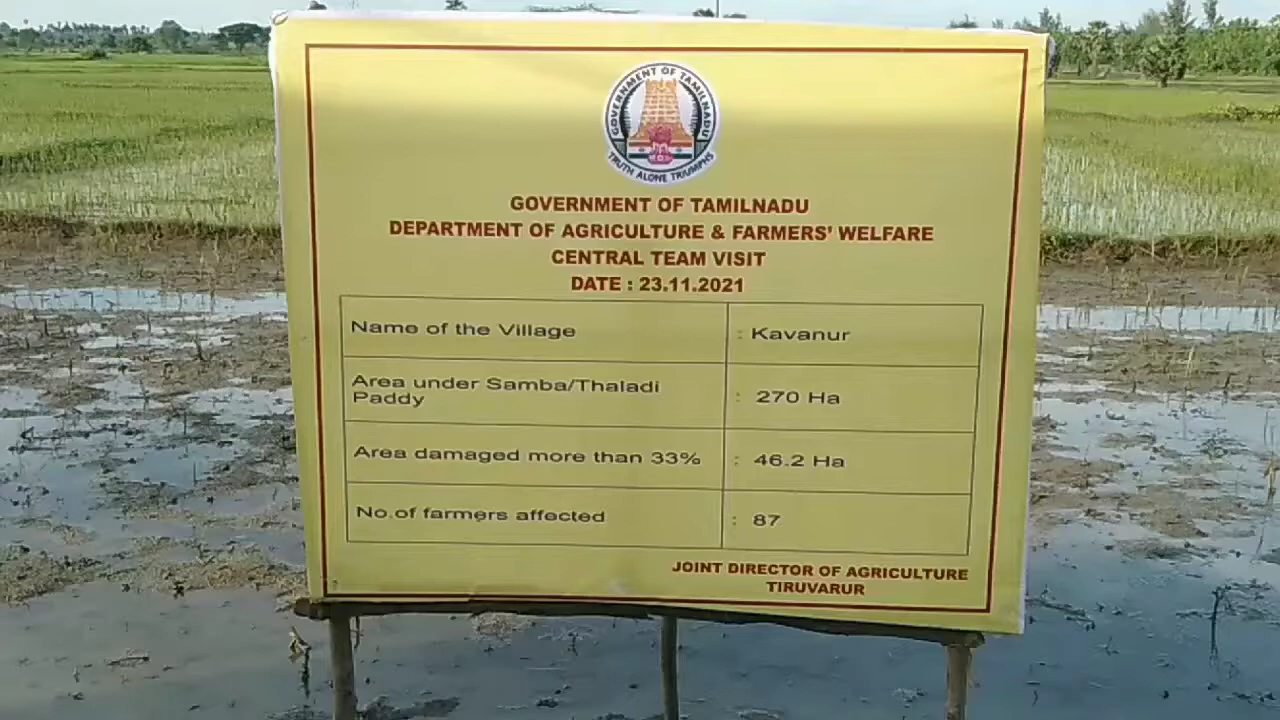 GOVERNMENT OF TAMILNADU
TRUTH ALONE TRIUMPHS
GOVERNMENT OF TAMILNADU
DEPARTMENT OF AGRICULTURE & FARMERS' WELFARE
CENTRAL TEAM VISIT
DATE : 23.11.2021
Name of the Village : Kavanur
Area under Samba/Thaladi
Paddy : 270 Ha
Area damaged more than 33% : 46.2 Ha
No.of farmers affected : 87
JOINT DIRECTOR OF AGRICULTURE
TIRUVARUR